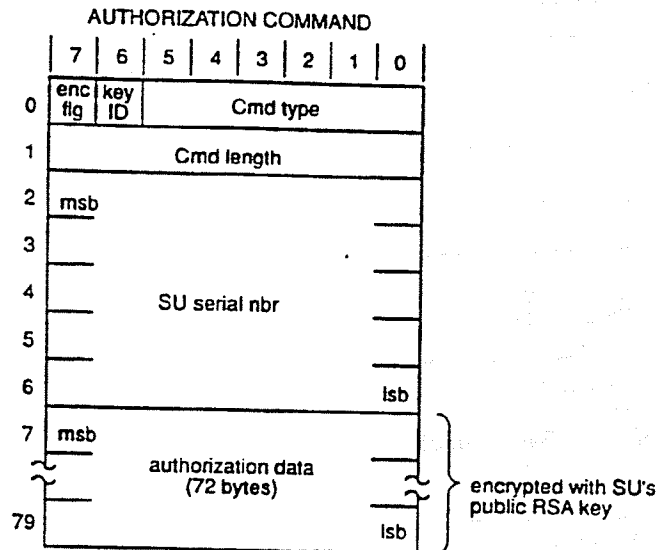 AUTHORIZATION COMMAND
7 6 5 4 3 2 1 0
0 enc flg key ID Cmd type
1 Cmd length
2 msb
3
4 SU serial nbr
5
6 lsb
7 msb
authorization data
(72 bytes)
encrypted with SU's
public RSA key
79 lsb